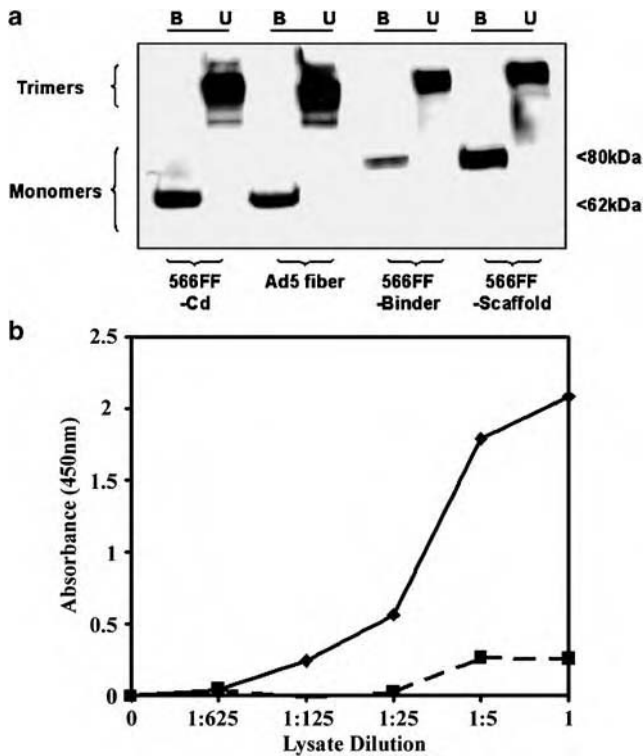 a
B U B U B U B U
Trimers
Monomers
<80kDa
<62kDa
566FF
-Cd
Ad5 fiber
566FF
-Binder
566FF
-Scaffold
b
2.5
2
1.5
1
0.5
0
Absorbance (450nm)
0 1:625 1:125 1:25 1:5 1
Lysate Dilution